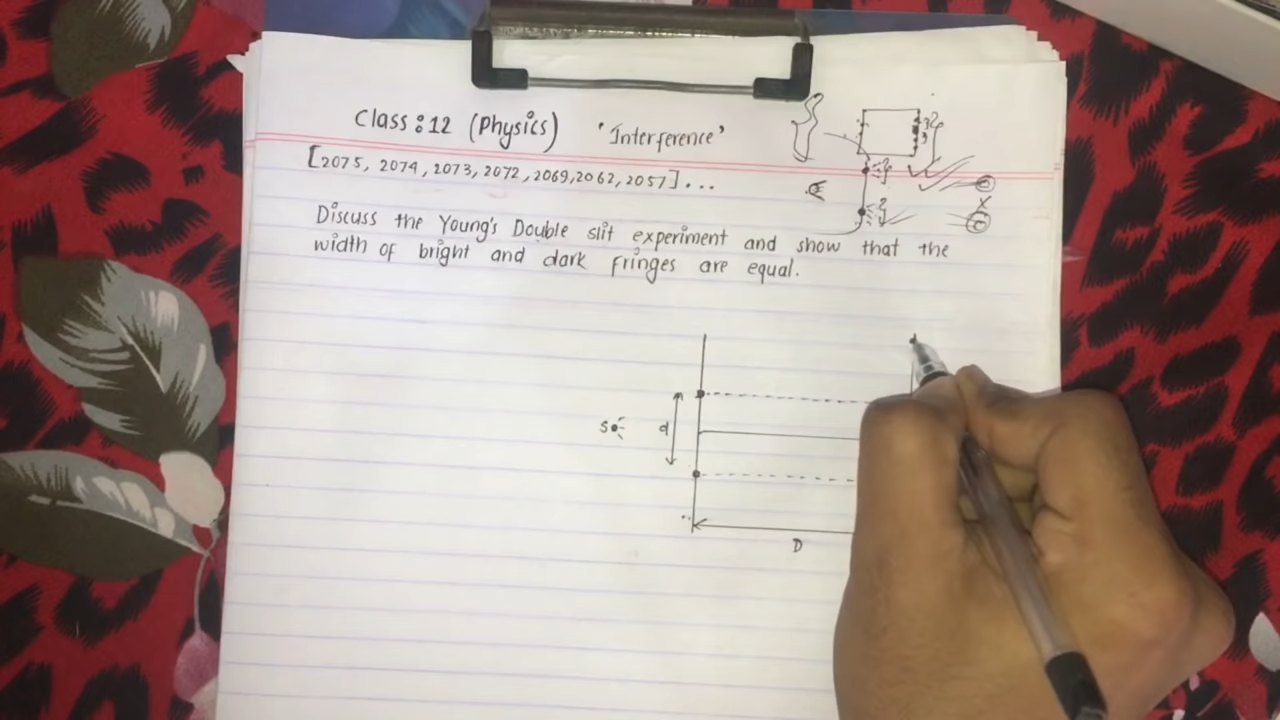 Class: 12 (Physics) 'Interference'
[2075, 2074, 2073, 2072, 2069, 2062, 2057]...
Discuss the Young's Double slit experiment and show that the
width of bright and dark fringes are equal.
S
d
D